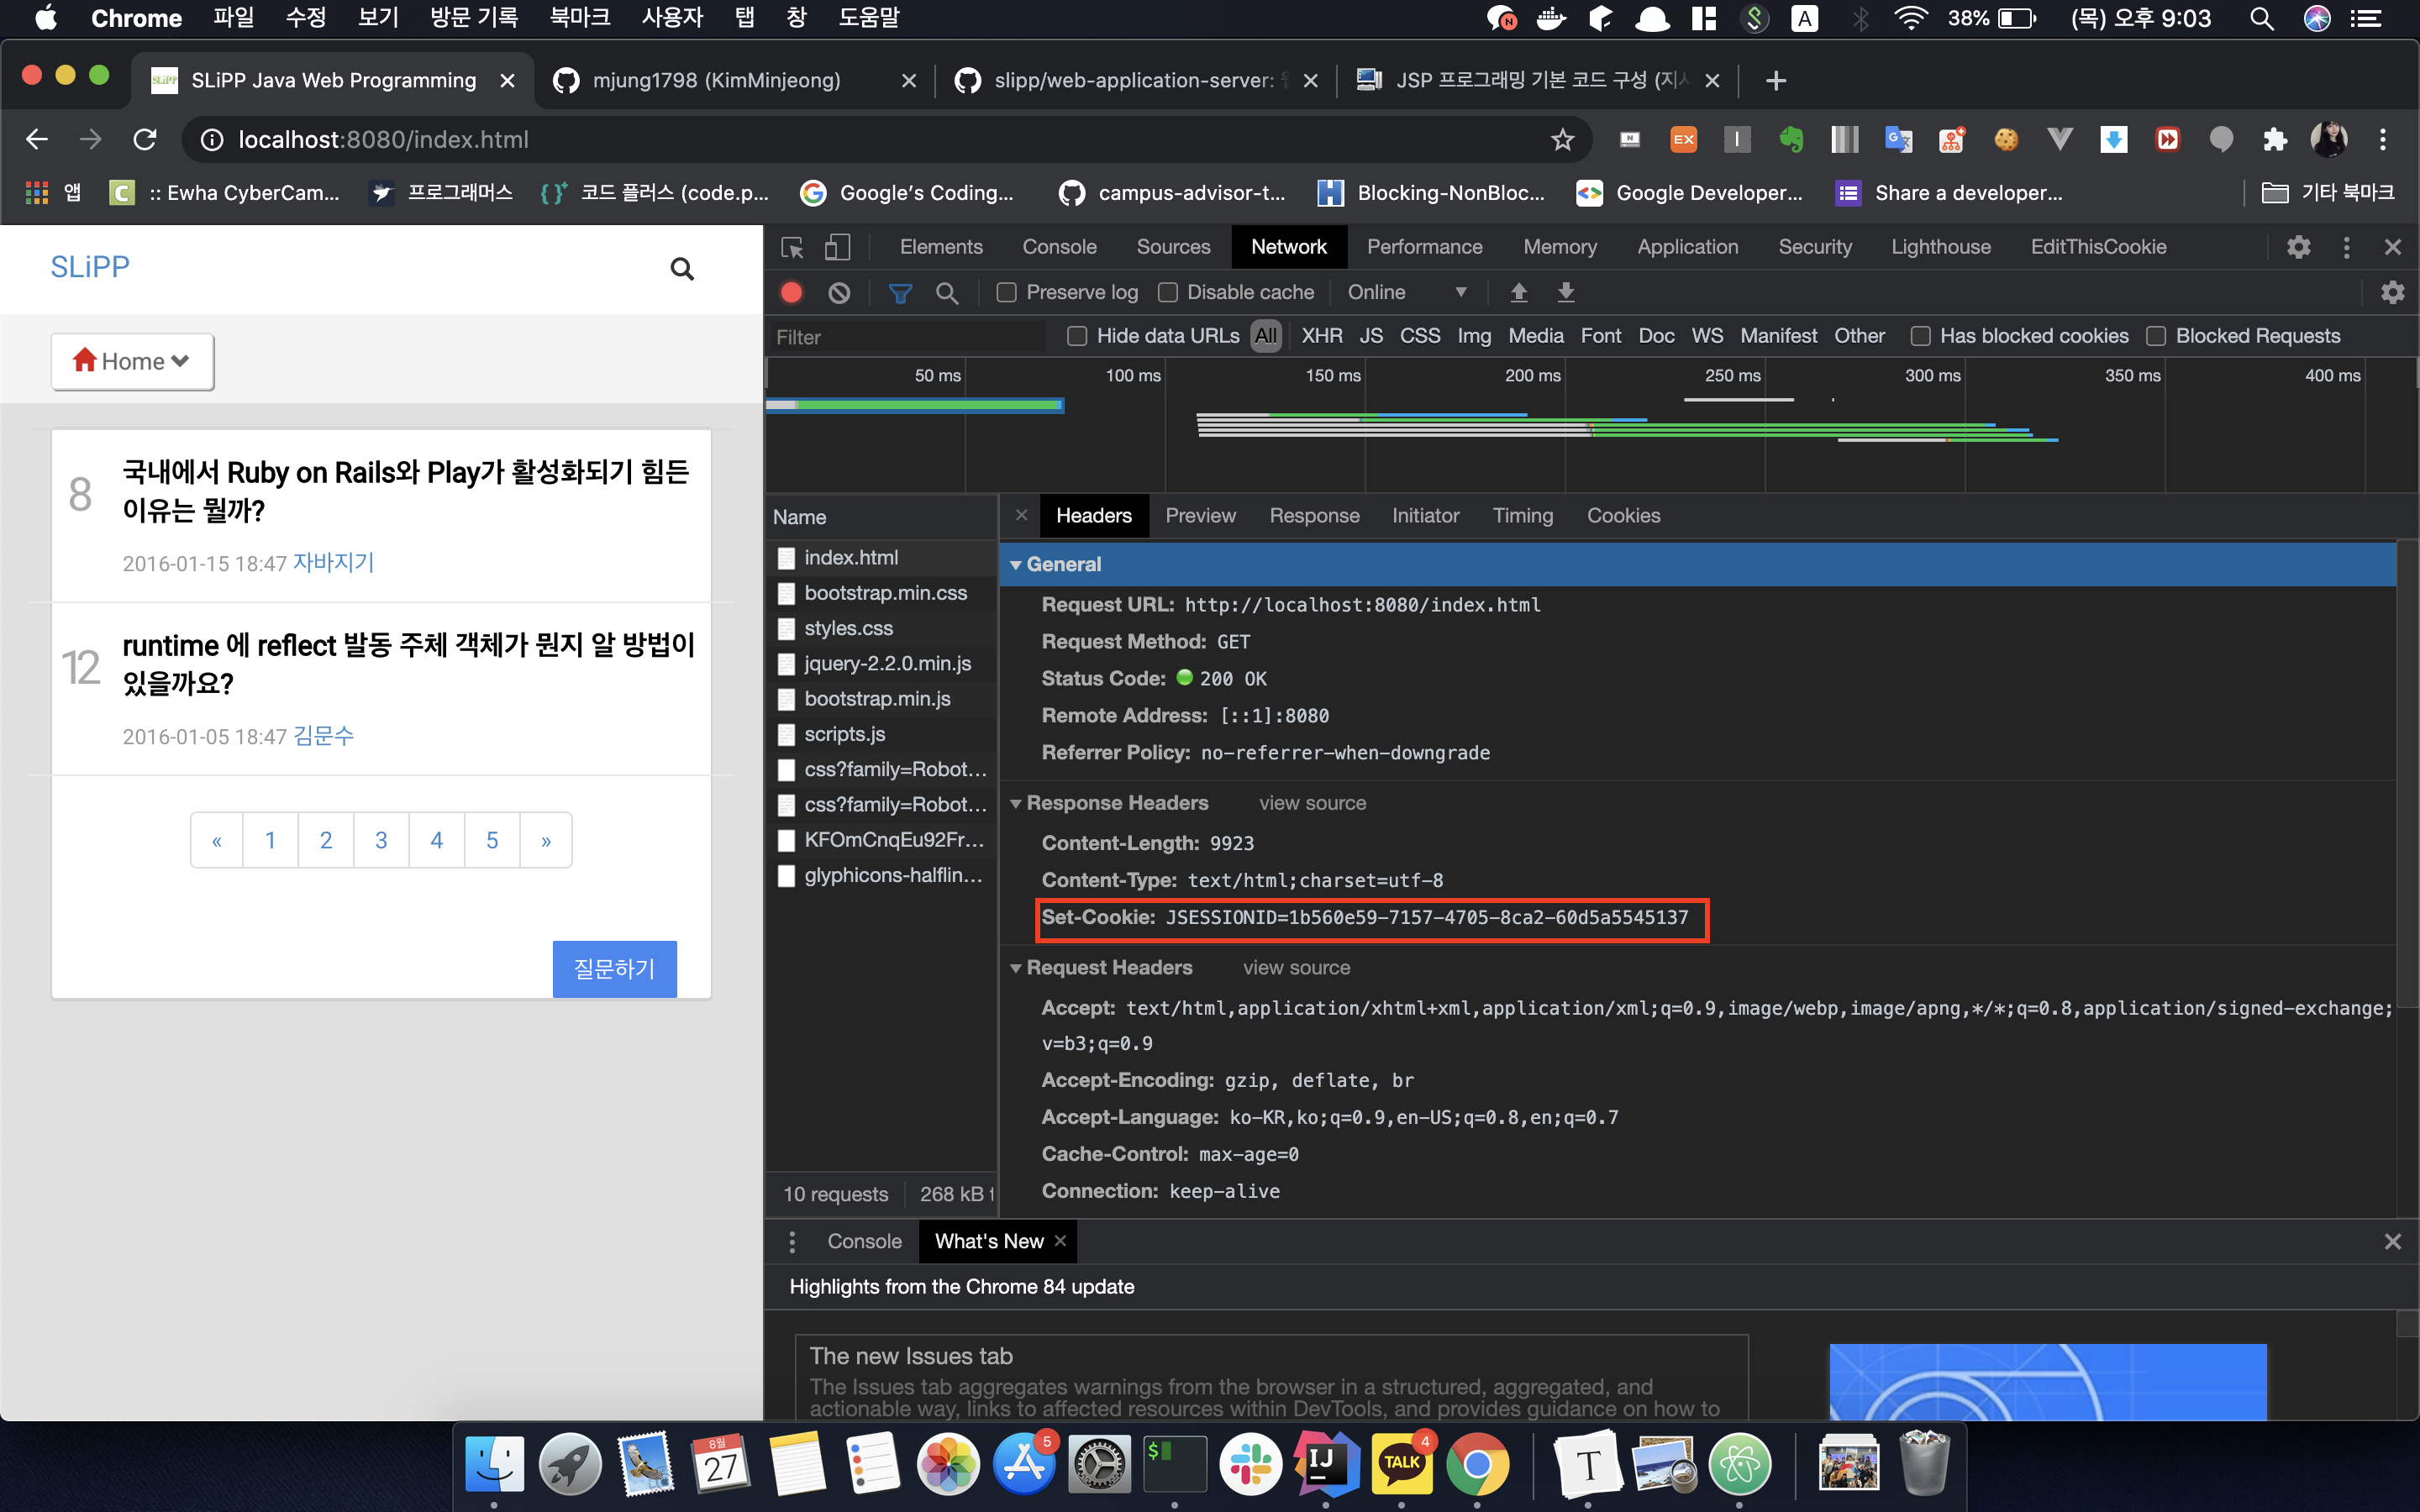 Chrome 파일 수정 보기 방문 기록 북마크 사용자 탭 창 도움말 N A 38% (목) 오후 9:03
SLiPP Java Web Programming mjung1798 (KimMinjeong) slipp/web-application-server: JSP 프로그래밍 기본 코드 구성 (지시
localhost:8080/index.html
앱 :: Ewha CyberCam... 프로그래머스 코드 플러스 (code.p... Google's Coding... campus-advisor-t... Blocking-NonBloc... Google Developer... Share a developer... 기타 북마크
SLiPP
Home
8
국내에서 Ruby on Rails와 Play가 활성화되기 힘든
이유는 뭘까?
2016-01-15 18:47 자바지기
12
runtime 에 reflect 발동 주체 객체가 뭔지 알 방법이
있을까요?
2016-01-05 18:47 김문수
« 1 2 3 4 5 »
질문하기
Elements Console Sources Network Performance Memory Application Security Lighthouse EditThisCookie
Preserve log Disable cache Online
Filter Hide data URLs All XHR JS CSS Img Media Font Doc WS Manifest Other Has blocked cookies Blocked Requests
50 ms 100 ms 150 ms 200 ms 250 ms 300 ms 350 ms 400 ms
Name
index.html
bootstrap.min.css
styles.css
jquery-2.2.0.min.js
bootstrap.min.js
scripts.js
css?family=Robot...
css?family=Robot...
KFOmCnqEu92Fr...
glyphicons-halflin...
10 requests 268 kB t
Headers Preview Response Initiator Timing Cookies
General
Request URL: http://localhost:8080/index.html
Request Method: GET
Status Code: 200 OK
Remote Address: [::1]:8080
Referrer Policy: no-referrer-when-downgrade
Response Headers view source
Content-Length: 9923
Content-Type: text/html;charset=utf-8
Set-Cookie: JSESSIONID=1b560e59-7157-4705-8ca2-60d5a5545137
Request Headers view source
Accept: text/html,application/xhtml+xml,application/xml;q=0.9,image/webp,image/apng,*/*;q=0.8,application/signed-exchange;
v=b3;q=0.9
Accept-Encoding: gzip, deflate, br
Accept-Language: ko-KR,ko;q=0.9,en-US;q=0.8,en;q=0.7
Cache-Control: max-age=0
Connection: keep-alive
Console What's New
Highlights from the Chrome 84 update
The new Issues tab
The Issues tab aggregates warnings from the browser in a structured, aggregated, and
actionable way, links to affected resources within DevTools, and provides guidance on how to
8월
27
5
$
IJ
TALK
4
T